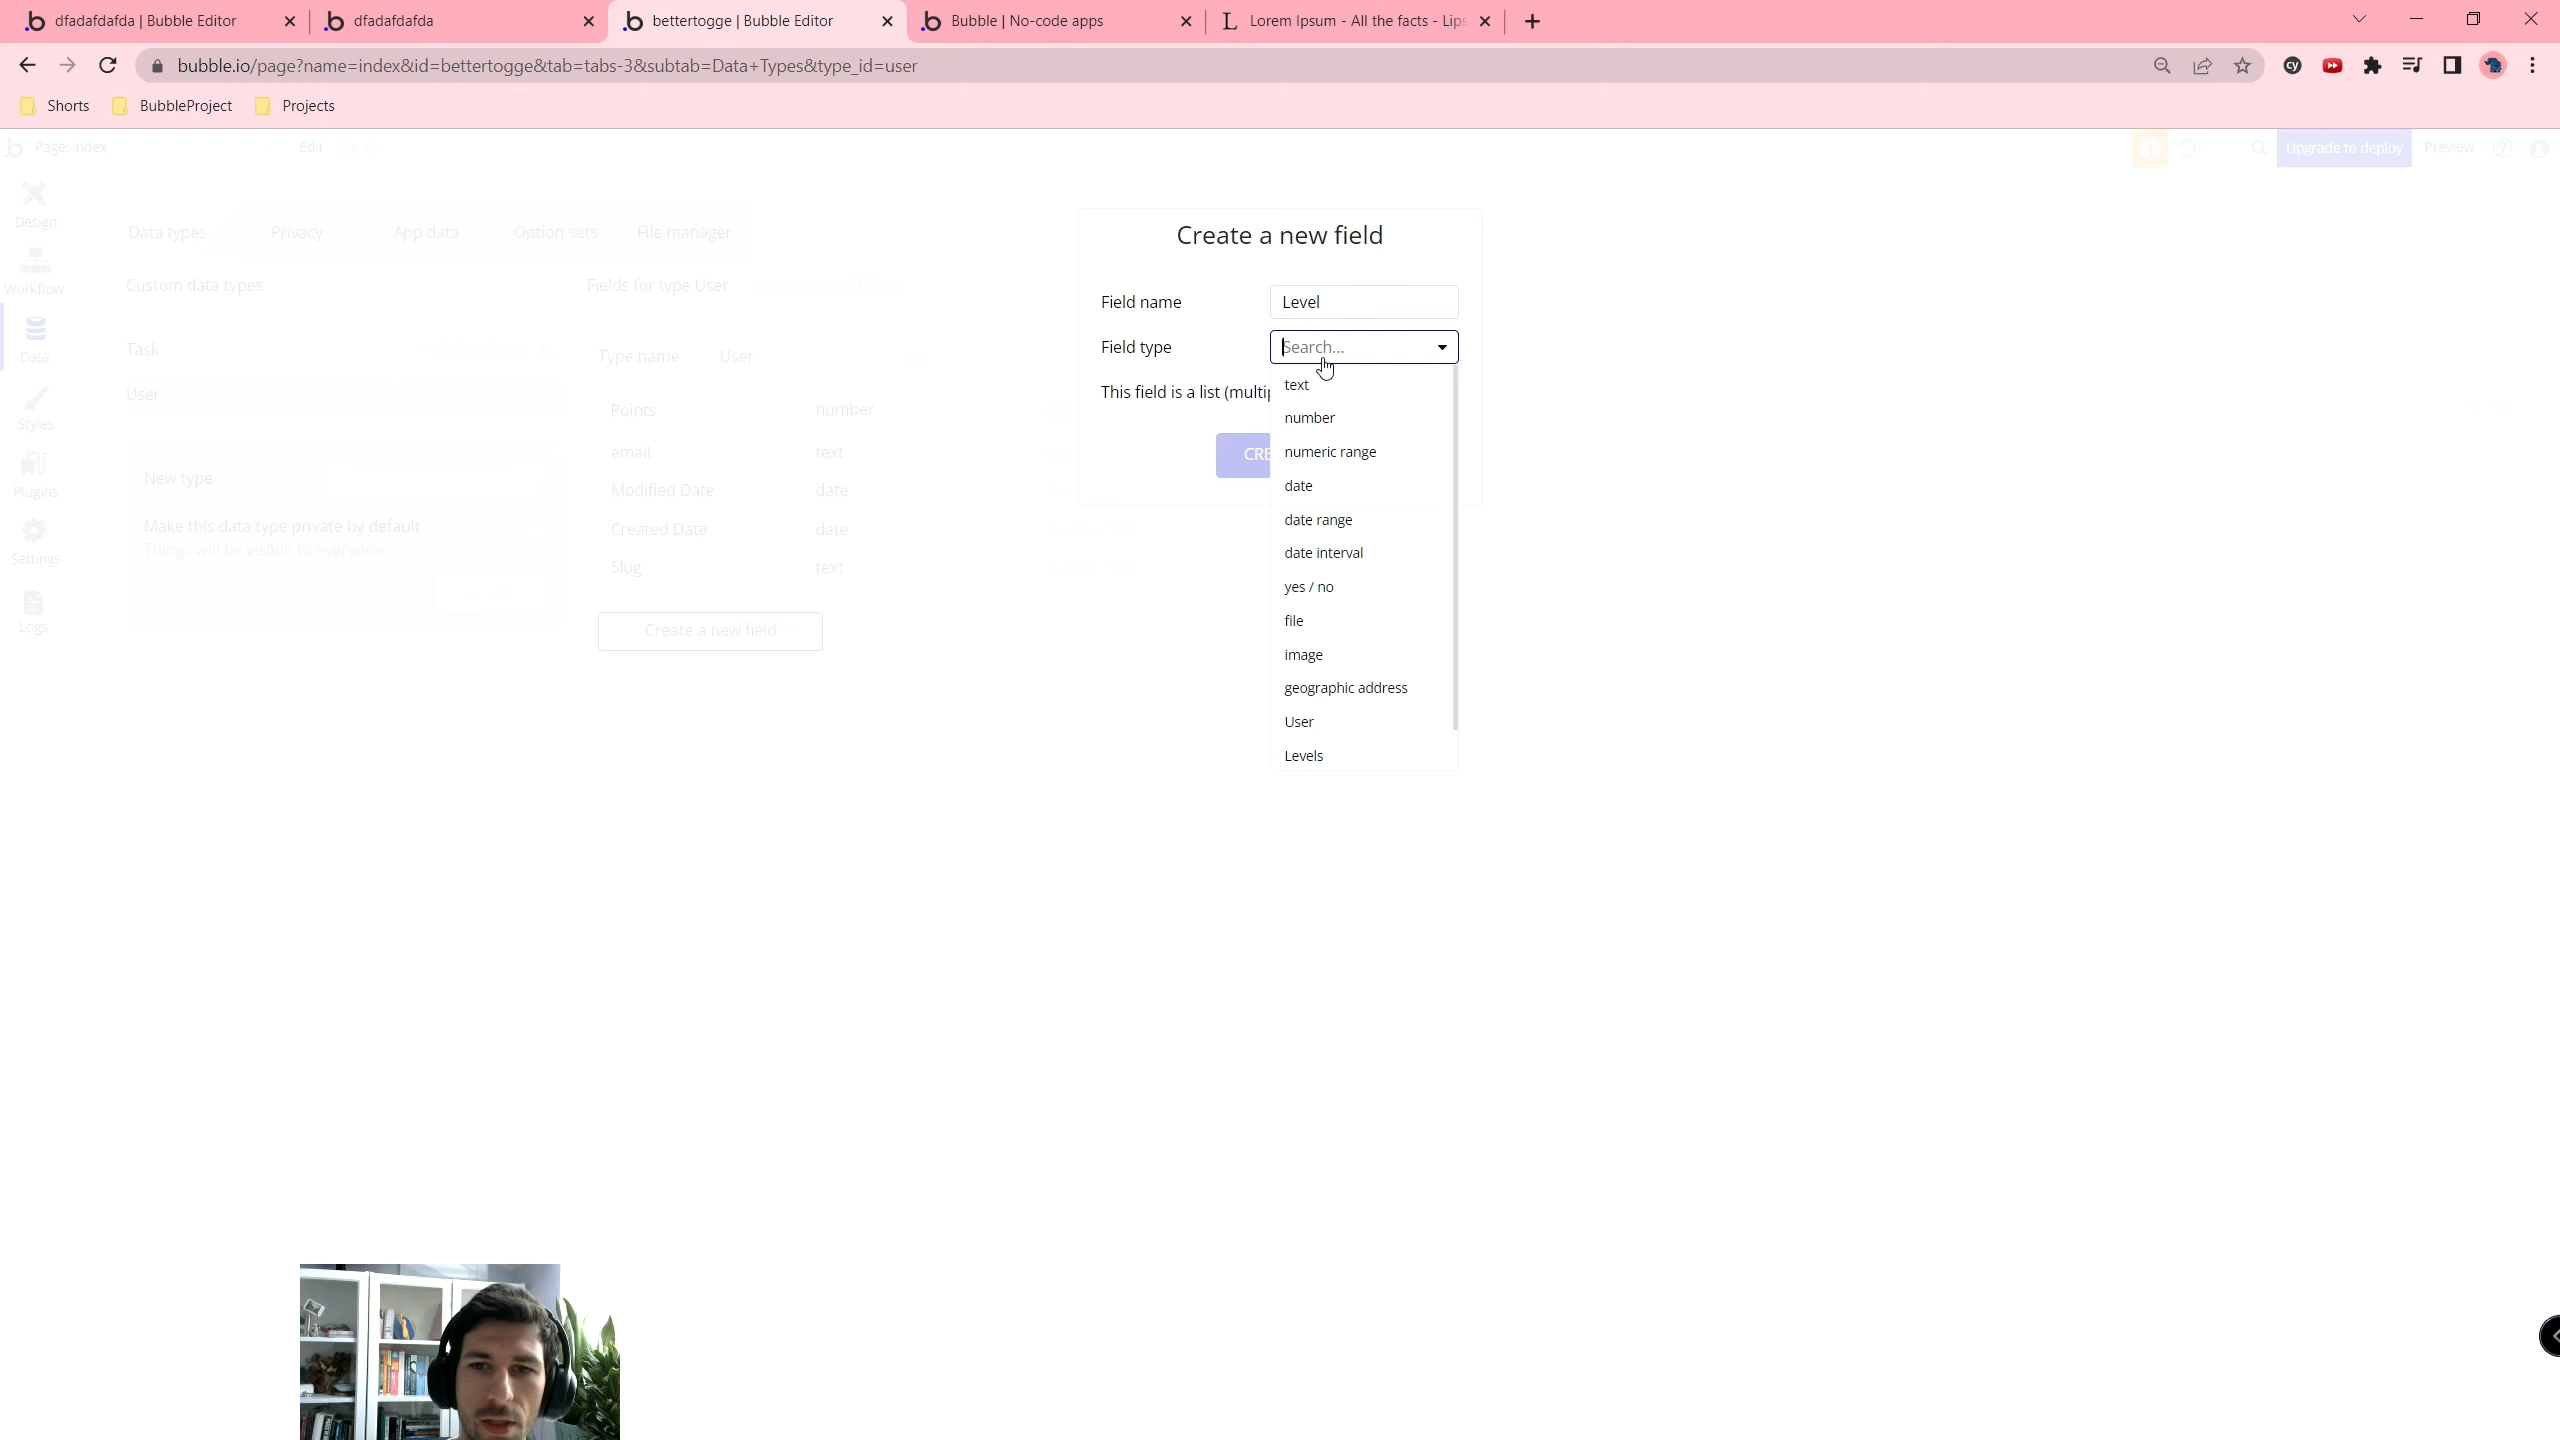 dfadafdafda | Bubble Editor
dfadafdafda
bettertogge | Bubble Editor
Bubble | No-code apps
Lorem Ipsum - All the facts - Lips
bubble.io/page?name=index&id=bettertogge&tab=tabs-3&subtab=Data+Types&type_id=user
Shorts
BubbleProject
Projects
Page: index
Edit
Upgrade to deploy
Preview
Design
Workflow
Data
Styles
Plugins
Settings
Logs
Data types
Privacy
App data
Option sets
File manager
Custom data types
Task
User
New type
Make this data type private by default
Things will be visible to everyone
Fields for type User
Type name
User
Points
number
email
text
Modified Date
date
Created Date
date
Slug
text
Create a new field
Create a new field
Field name
Level
Field type
Search...
This field is a list (multip
CRE
text
number
numeric range
date
date range
date interval
yes / no
file
image
geographic address
User
Levels